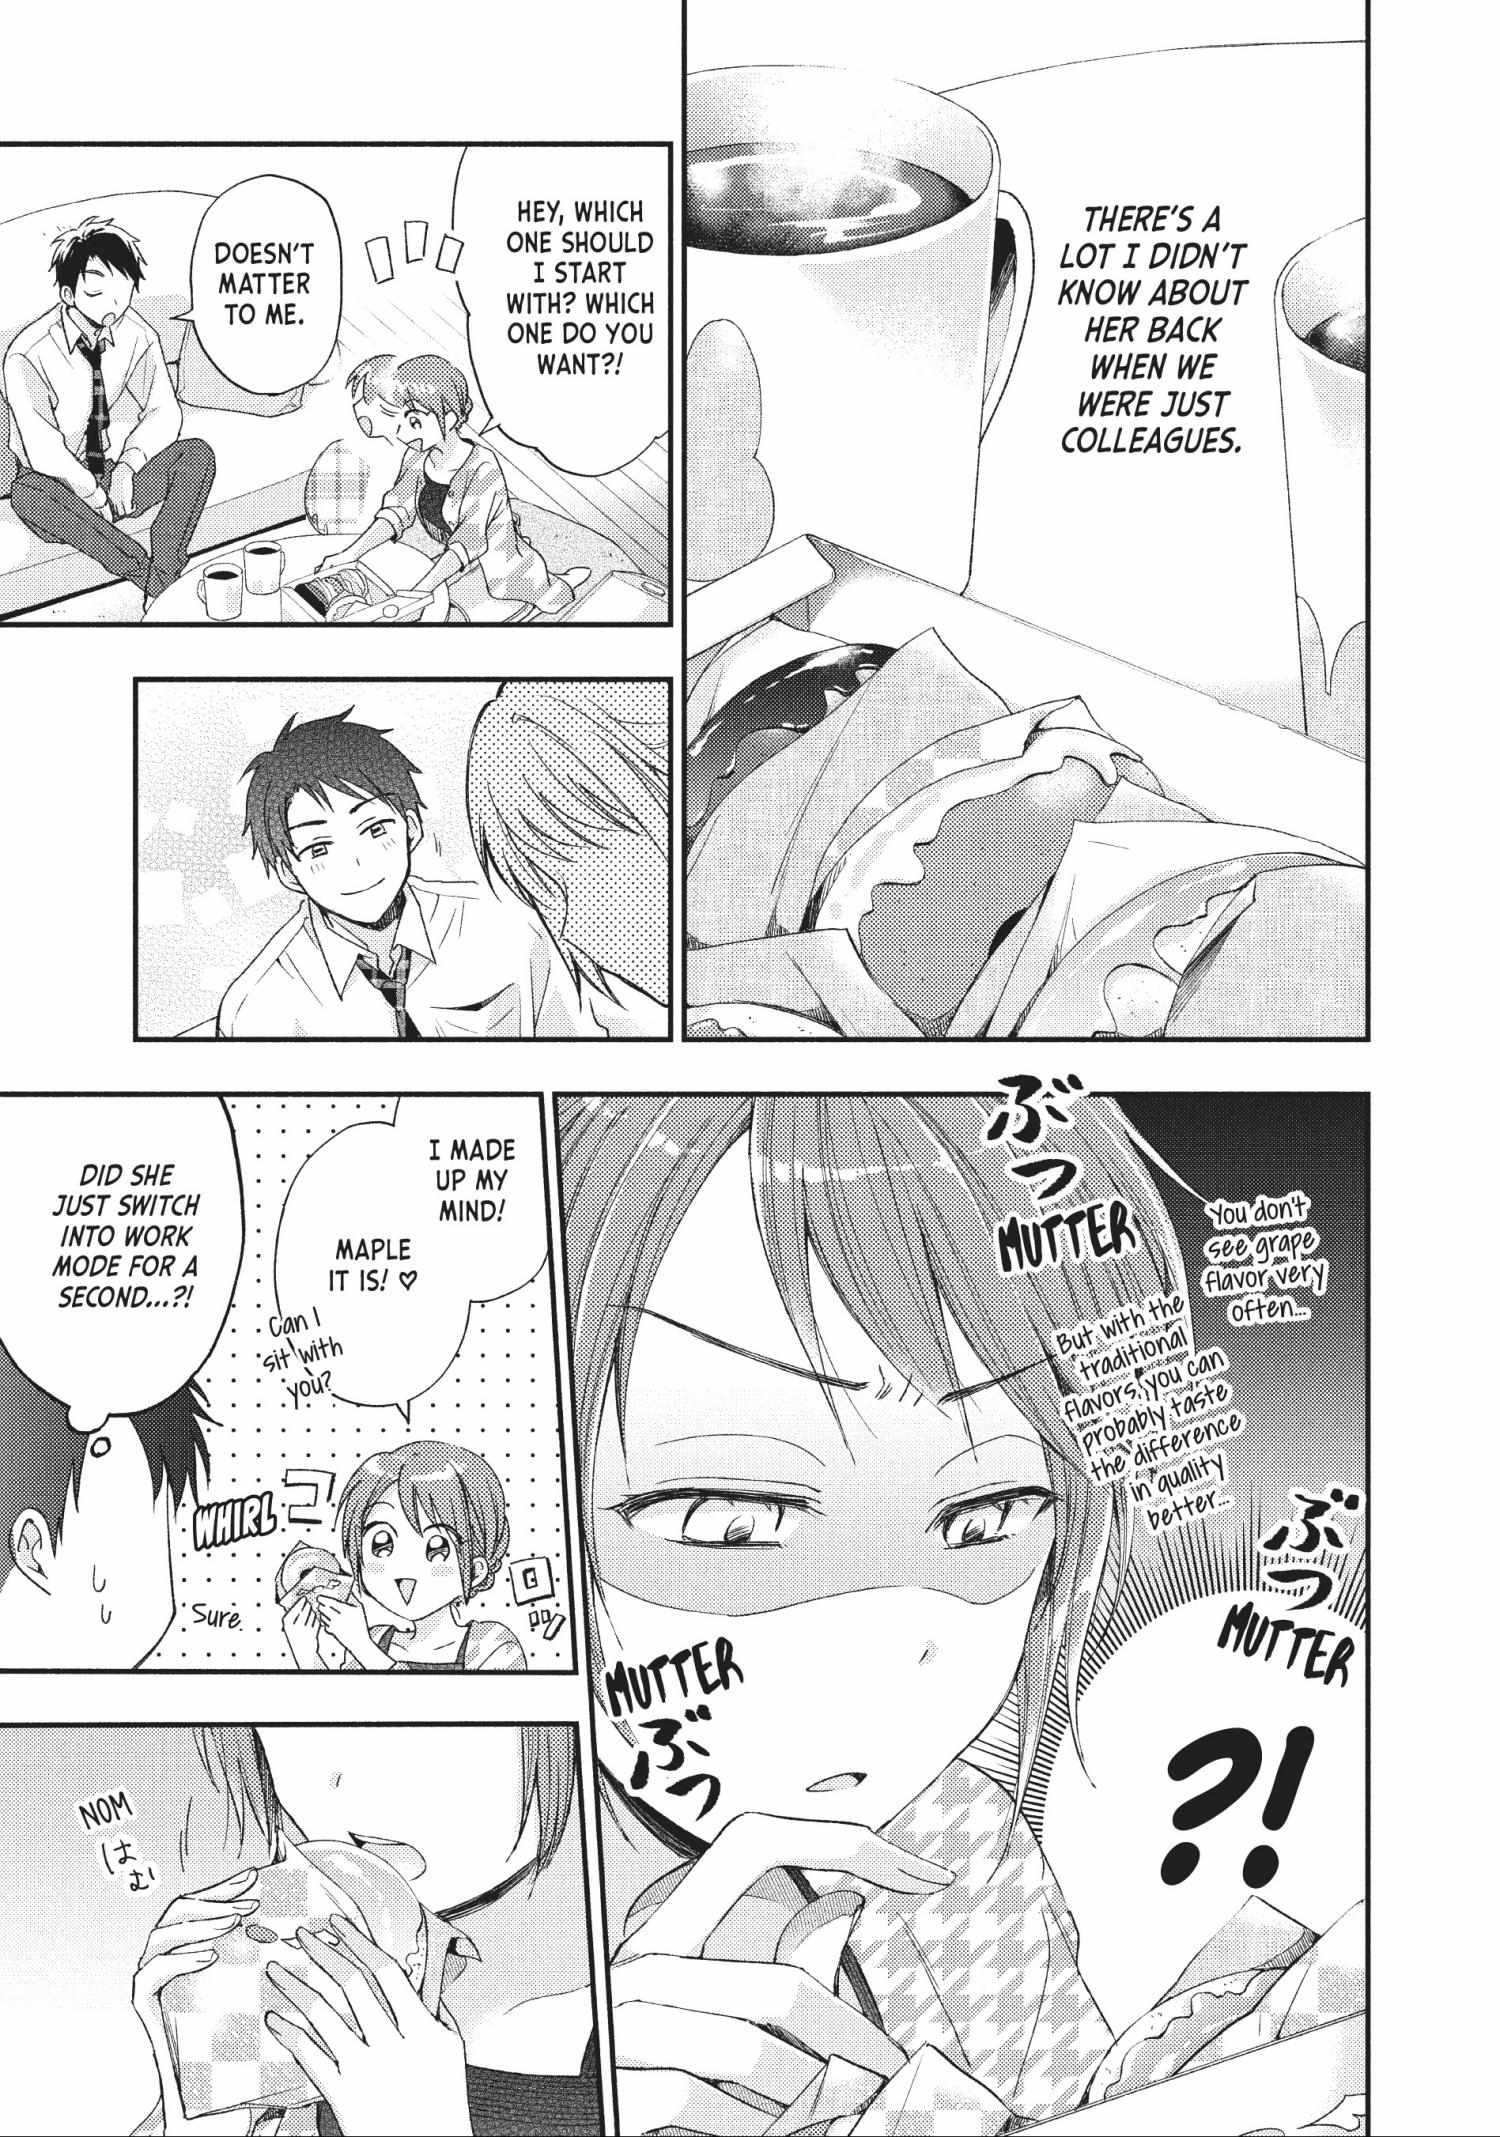 THERE'S A
LOT I DIDN'T
KNOW ABOUT
HER BACK
WHEN WE
WERE JUST
COLLEAGUES.
HEY, WHICH
ONE SHOULD
I START
WITH? WHICH
ONE DO YOU
WANT?!
DOESN'T
MATTER
TO ME.
ぶつ
MUTTER
You don't
see grape
flavor very
often...
But with the
traditional
flavors, you can
probably taste
the difference
in quality
better...
ぶつ
MUTTER
MUTTER
ぶつ
?!
I MADE
UP MY
MIND!
MAPLE
IT IS! ♡
Can I
sit with
you?
WHIRL
コロッ
Sure.
DID SHE
JUST SWITCH
INTO WORK
MODE FOR A
SECOND...?!
NOM
はむ